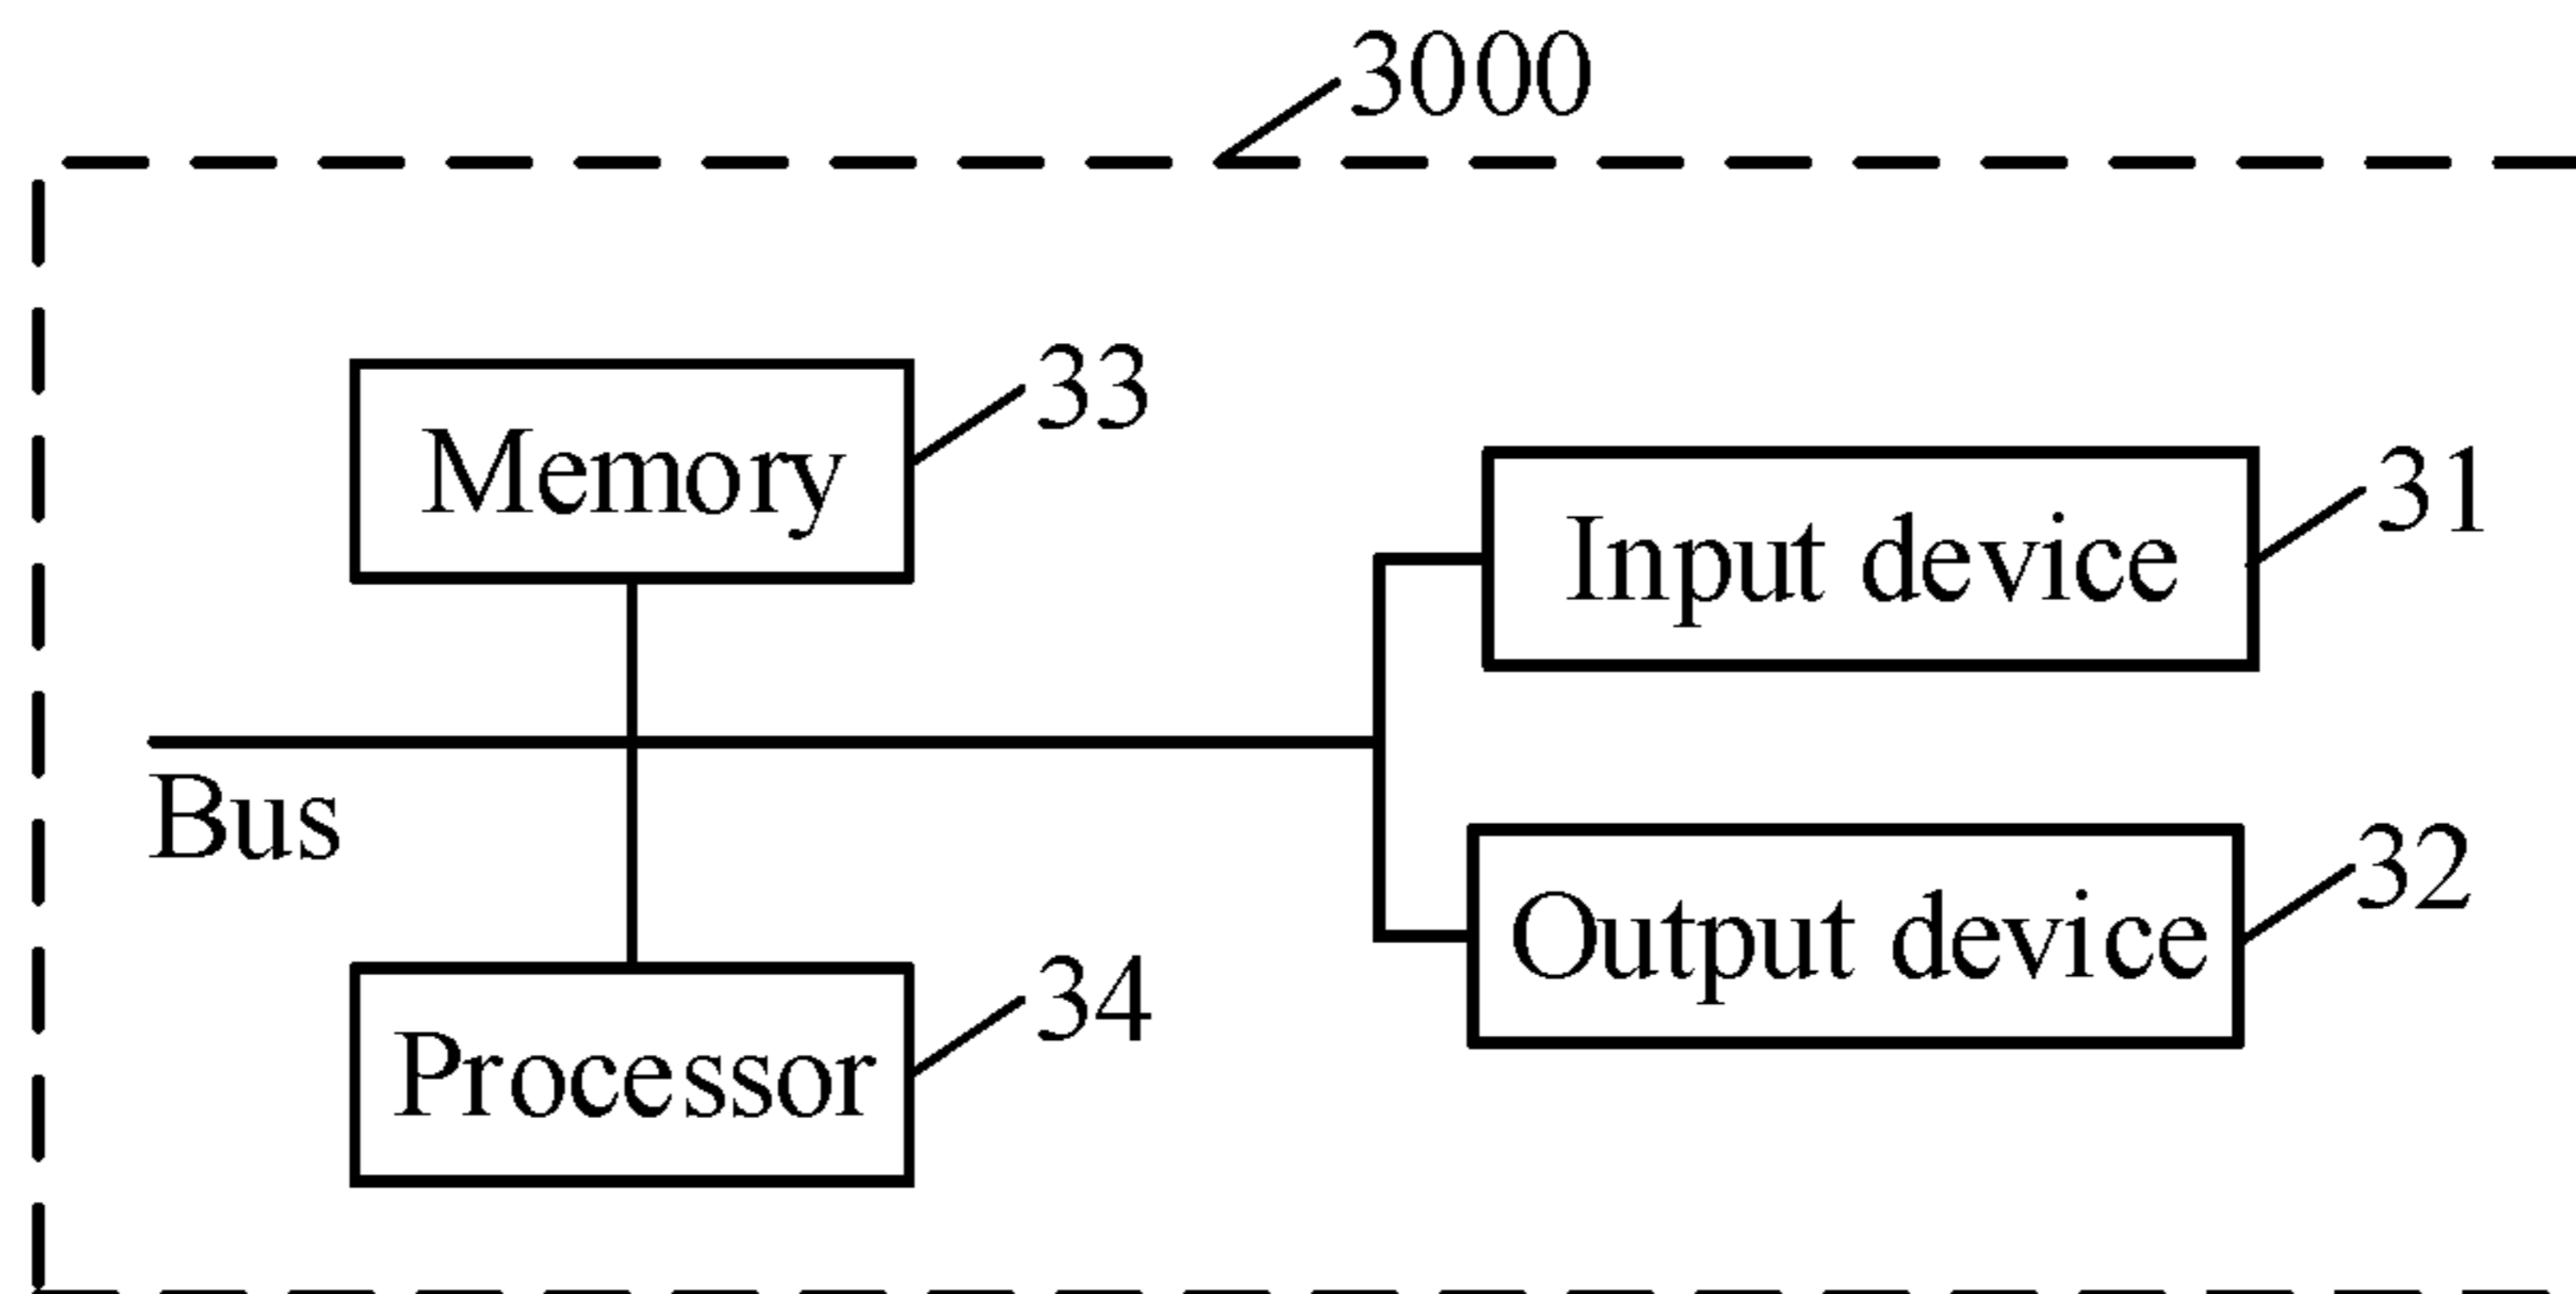 3000
Memory
33
Input device
31
Bus
Output device
32
Processor
34